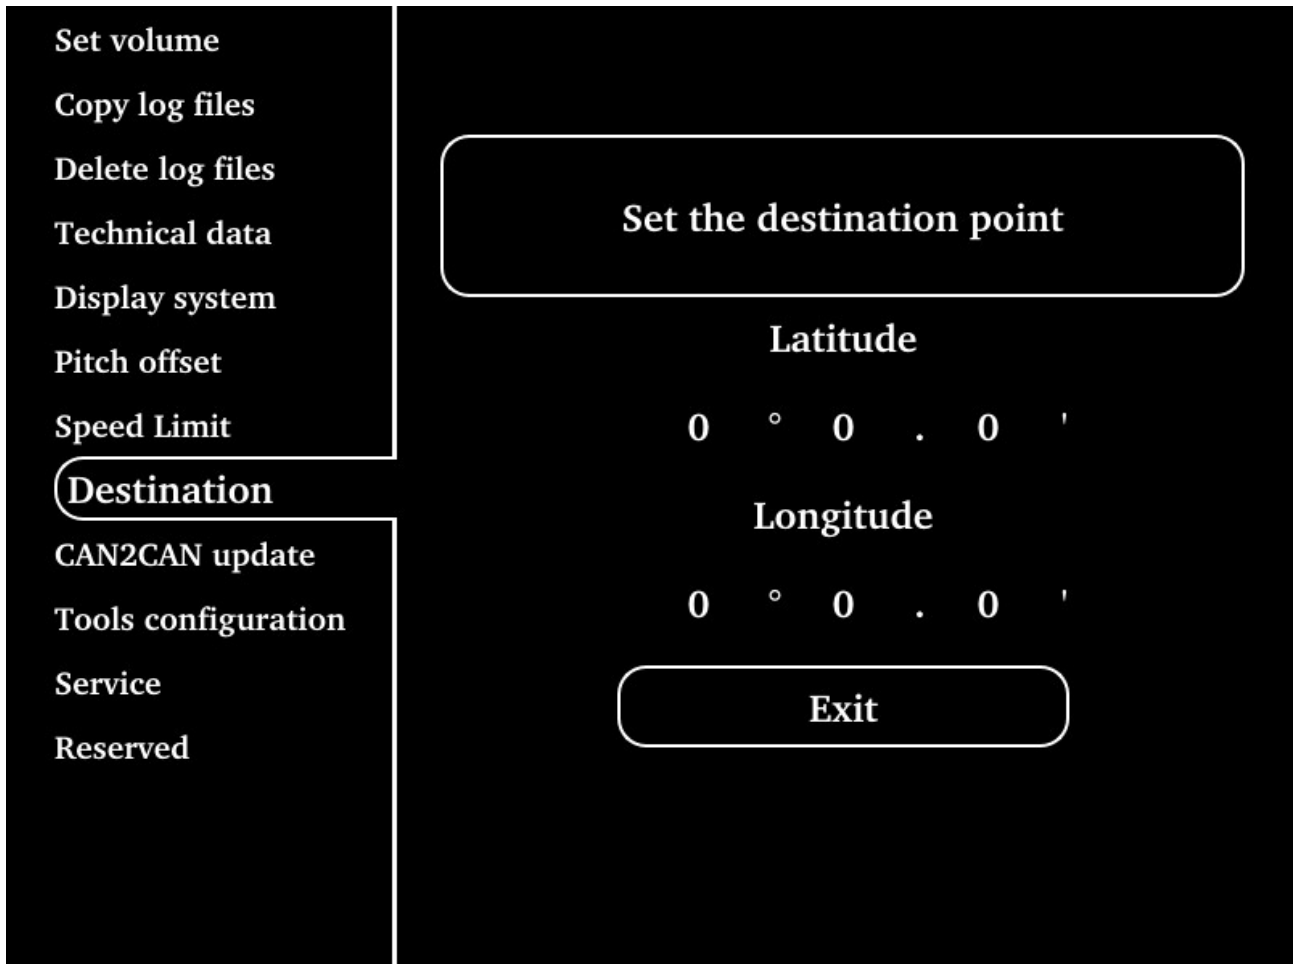 Set volume
Copy log files
Delete log files
Technical data
Display system
Pitch offset
Speed Limit
Destination
CAN2CAN update
Tools configuration
Service
Reserved
Set the destination point
Latitude
0 ° 0 . 0 '
Longitude
0 ° 0 . 0 '
Exit